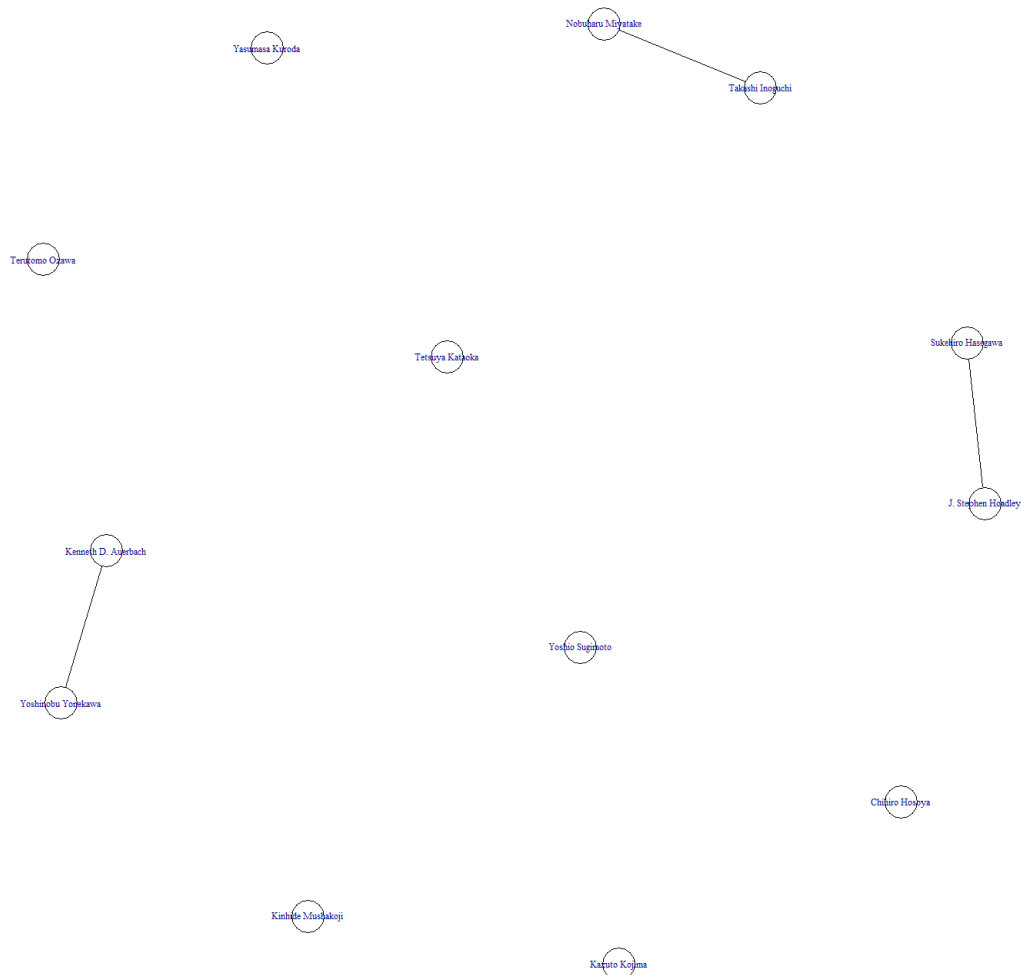 Nobuharu Miyatake
Yasumasa Kuroda
Takashi Inoguchi
Terutomo Ozawa
Sukehiro Hasegawa
Tetsuya Kataoka
J. Stephen Hoadley
Kenneth D. Auerbach
Yoshio Sugimoto
Yoshinobu Yonekawa
Chihiro Hosoya
Kinhide Mushakoji
Kazuto Kojima